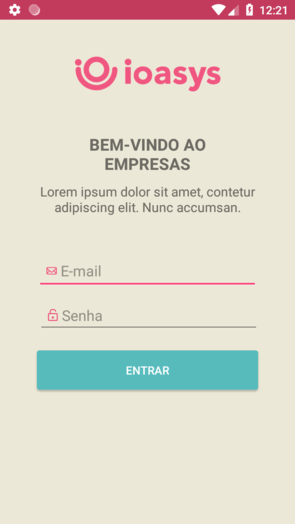 12:21
ioasys
BEM-VINDO AO
EMPRESAS
Lorem ipsum dolor sit amet, contetur
adipiscing elit. Nunc accumsan.
E-mail
Senha
ENTRAR